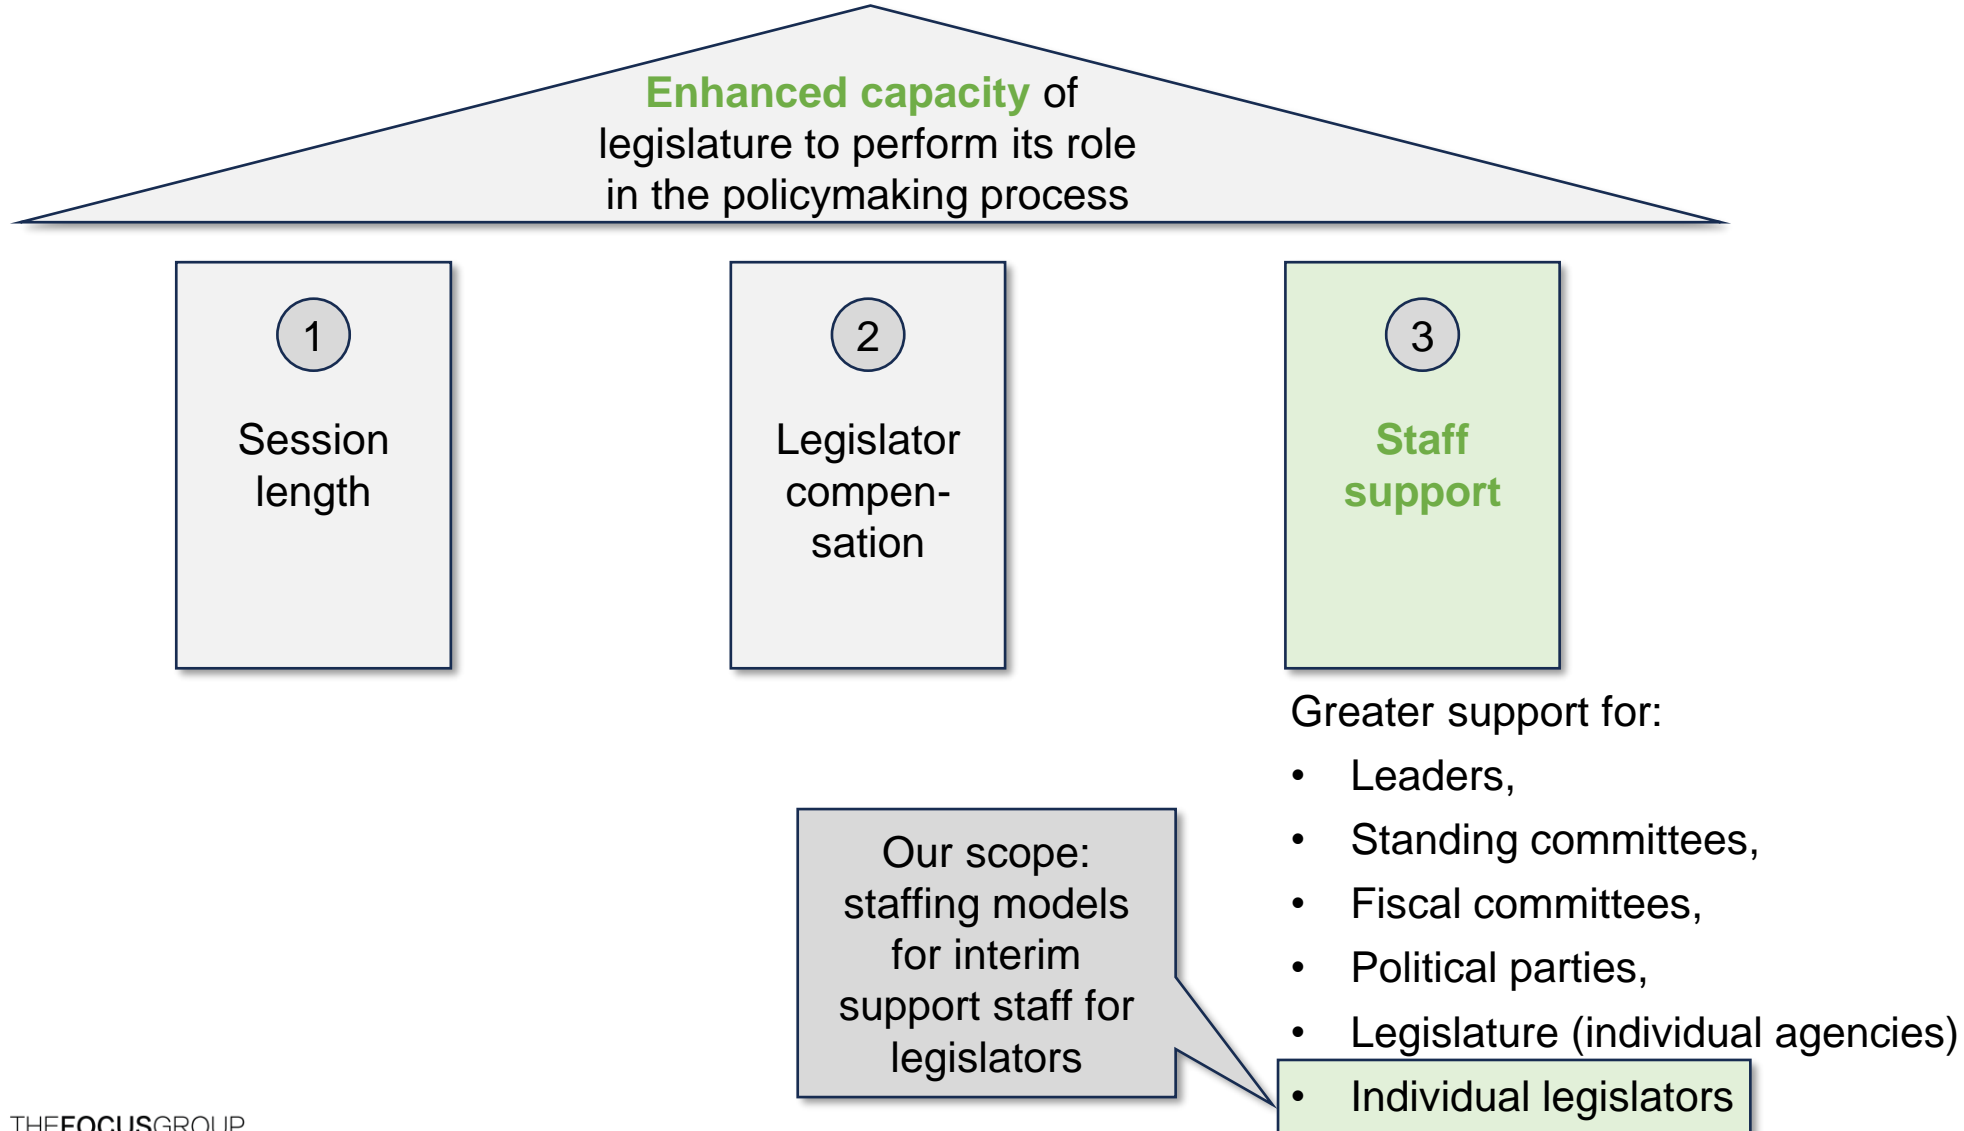 Enhanced capacity of
legislature to perform its role
in the policymaking process
1
Session
length
2
Legislator
compen-
sation
3
Staff
support
Greater support for:
• Leaders,
• Standing committees,
• Fiscal committees,
• Political parties,
• Legislature (individual agencies)
• Individual legislators
Our scope:
staffing models
for interim
support staff for
legislators
THEFOCUSGROUP